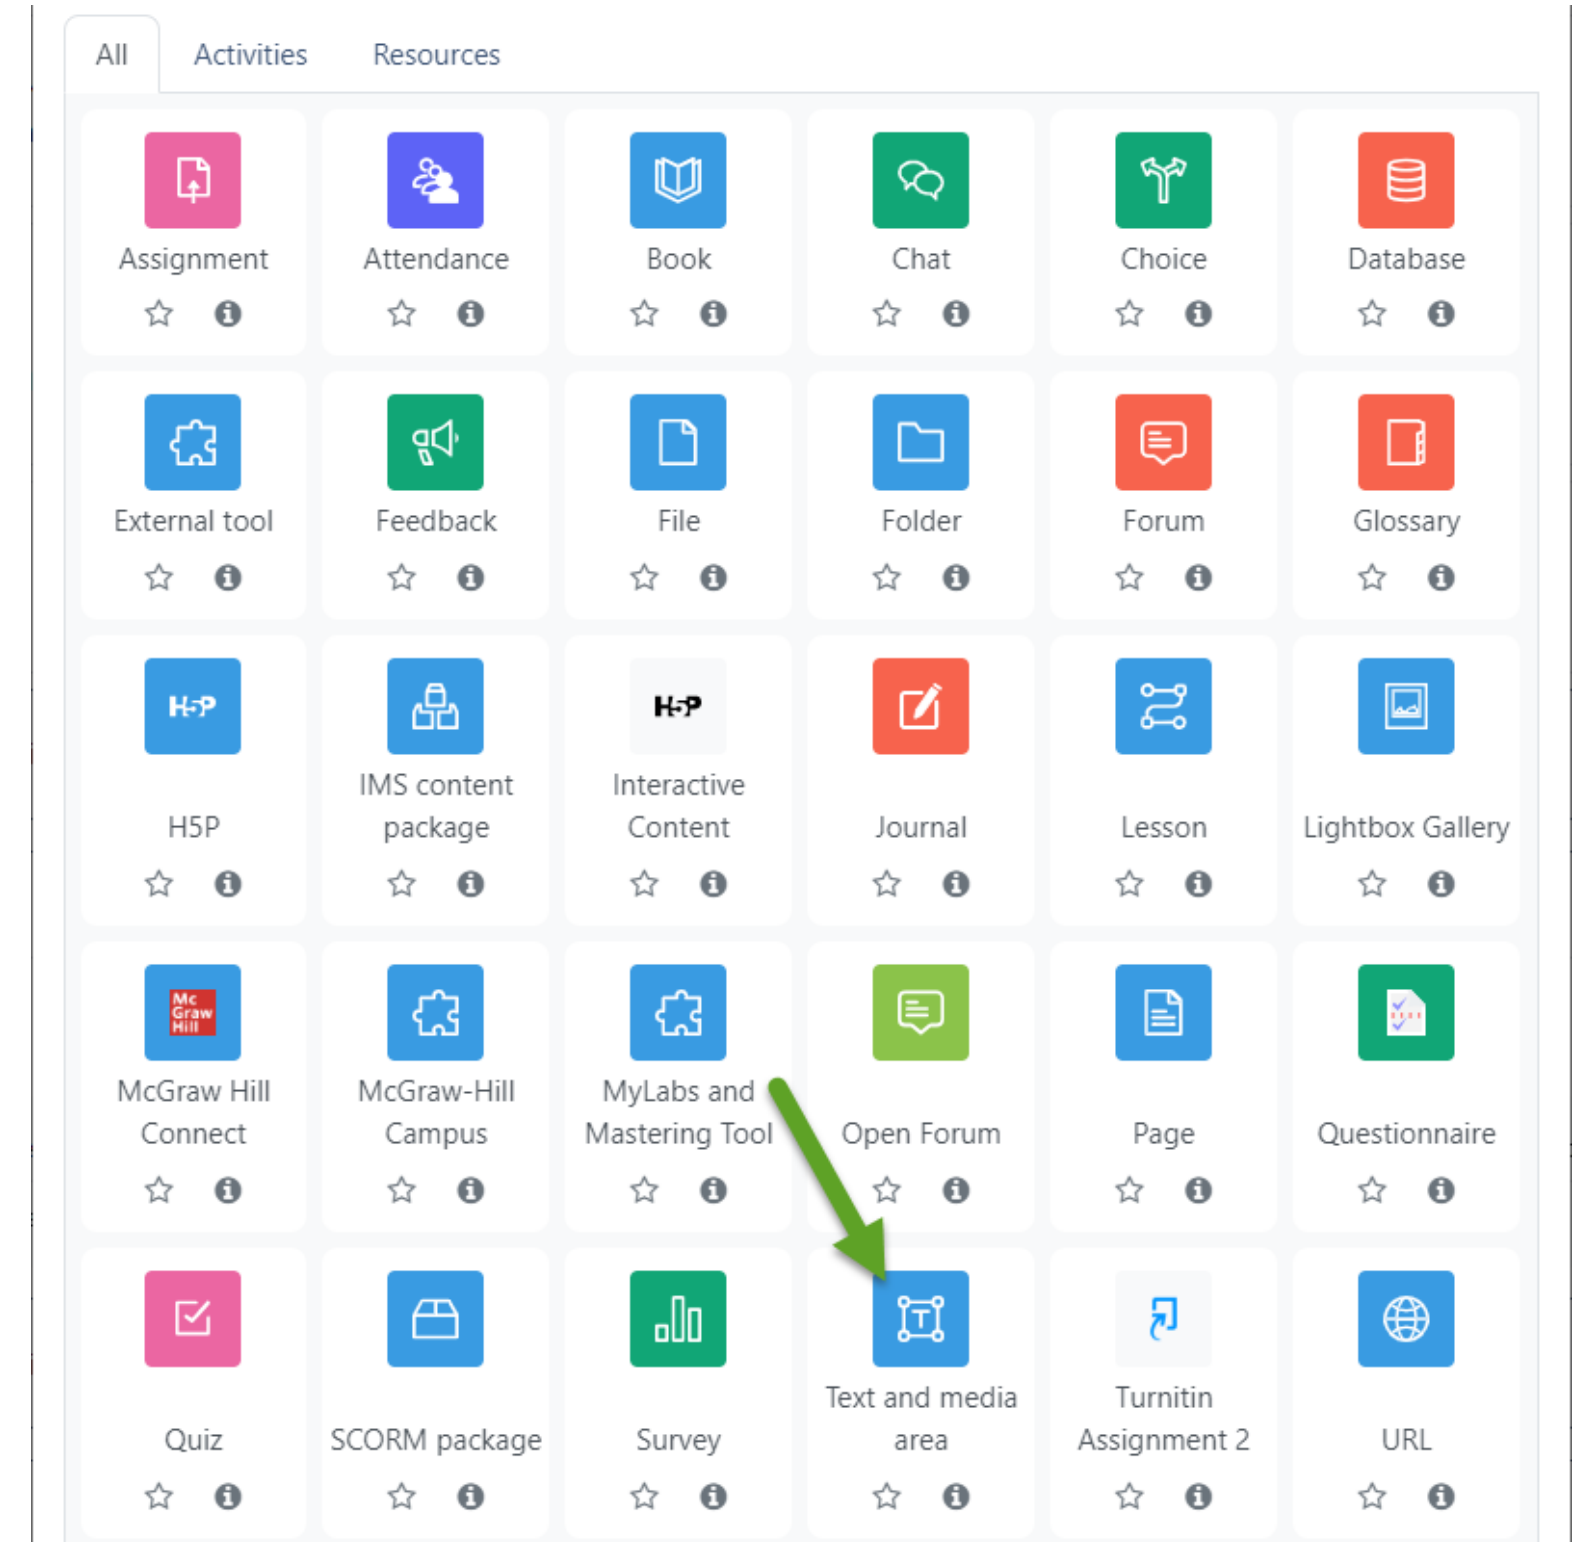 All Activities Resources
Assignment Attendance Book Chat Choice Database
External tool Feedback File Folder Forum Glossary
H5P H5P
IMS content Interactive
H5P package Content Journal Lesson Lightbox Gallery
Mc
Graw
Hill
McGraw Hill McGraw-Hill MyLabs and
Connect Campus Mastering Tool Open Forum Page Questionnaire
T
Text and media Turnitin
Quiz SCORM package Survey area Assignment 2 URL